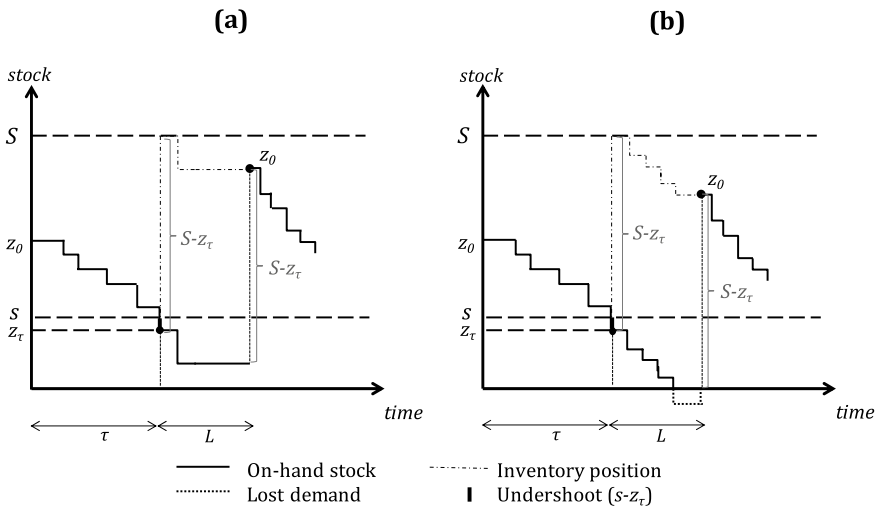 (a)
(b)
stock
stock
S
S
z0
z0
S-zτ
S-zτ
S-zτ
S-zτ
z0
z0
s
s
zτ
zτ
time
time
τ
L
τ
L
On-hand stock
Inventory position
Lost demand
Undershoot (s-zτ)